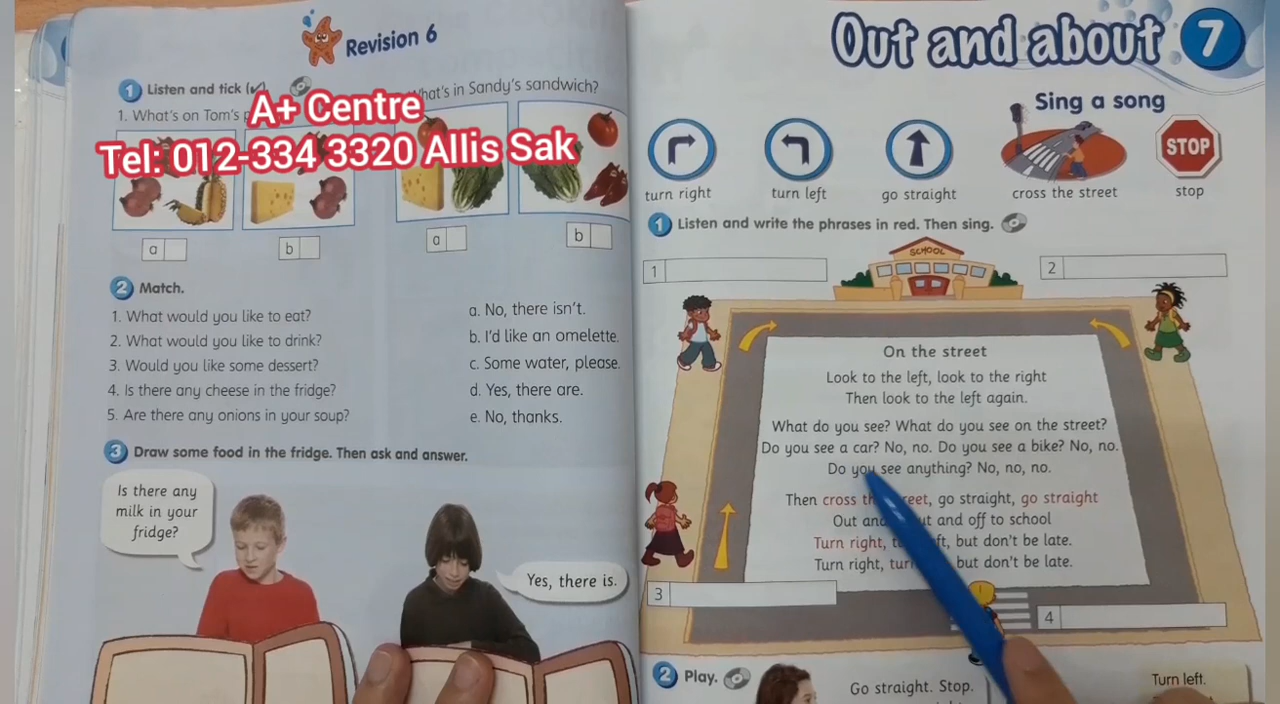 Revision 6
1 Listen and tick (✓)
1. What's on Tom's
What's in Sandy's sandwich?
A+ Centre
Tel: 012-334 3320 Allis Sak
a
b
a
b
2 Match.
1. What would you like to eat?
2. What would you like to drink?
3. Would you like some dessert?
4. Is there any cheese in the fridge?
5. Are there any onions in your soup?
a. No, there isn't.
b. I'd like an omelette.
c. Some water, please.
d. Yes, there are.
e. No, thanks.
3 Draw some food in the fridge. Then ask and answer.
Is there any
milk in your
fridge?
Yes, there is.
Out and about 7
Sing a song
STOP
turn right
turn left
go straight
cross the street
stop
1 Listen and write the phrases in red. Then sing.
SCHOOL
1
2
On the street
Look to the left, look to the right
Then look to the left again.
What do you see? What do you see on the street?
Do you see a car? No, no. Do you see a bike? No, no.
Do you see anything? No, no, no.
Then cross the street, go straight, go straight
Out and out and off to school
Turn right, turn left, but don't be late.
Turn right, turn but don't be late.
3
4
2 Play.
Go straight. Stop.
Turn left.